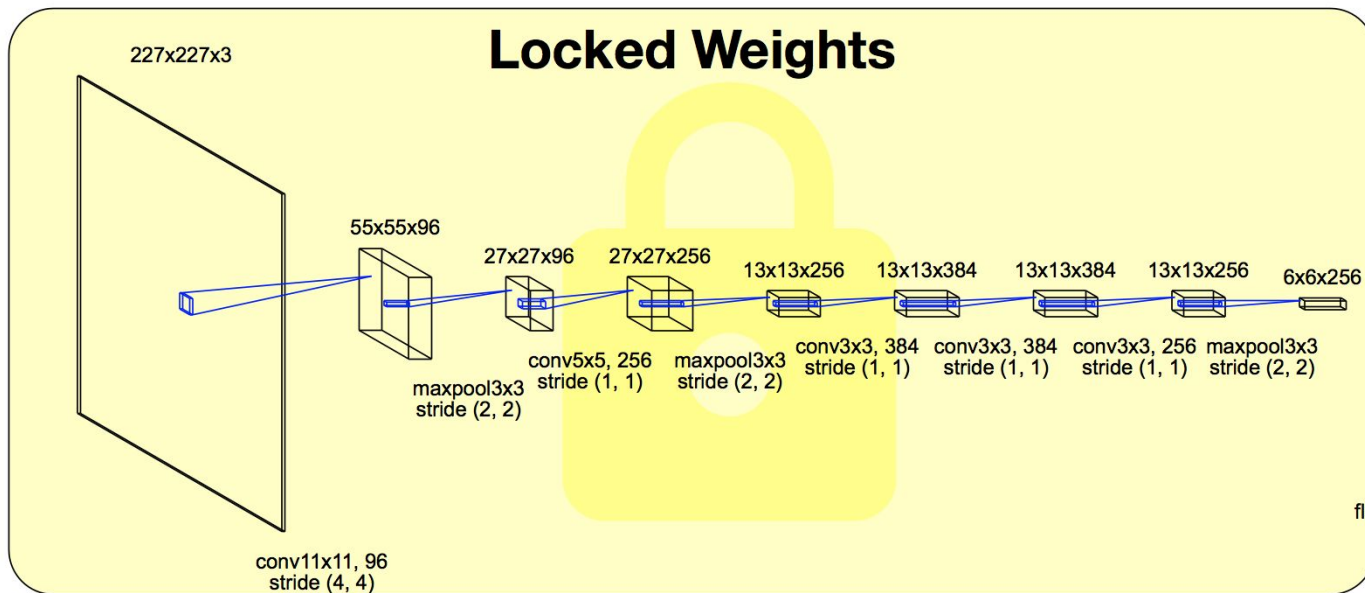 Locked Weights
227x227x3
55x55x96
27x27x96
27x27x256
13x13x256
13x13x384
13x13x384
13x13x256
6x6x256
conv11x11, 96
stride (4, 4)
maxpool3x3
stride (2, 2)
conv5x5, 256
stride (1, 1)
maxpool3x3
stride (2, 2)
conv3x3, 384
stride (1, 1)
conv3x3, 384
stride (1, 1)
conv3x3, 256
stride (1, 1)
maxpool3x3
stride (2, 2)
fl